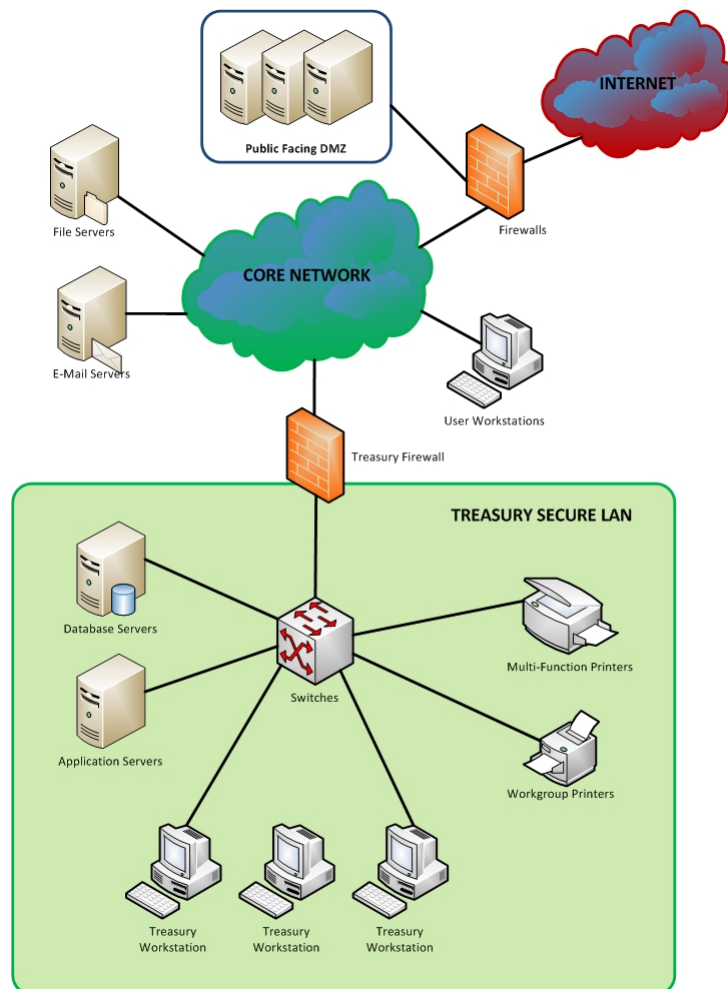 INTERNET
Public Facing DMZ
File Servers
Firewalls
CORE NETWORK
E-Mail Servers
User Workstations
Treasury Firewall
TREASURY SECURE LAN
Database Servers
Multi-Function Printers
Switches
Application Servers
Workgroup Printers
Treasury
Workstation
Treasury
Workstation
Treasury
Workstation